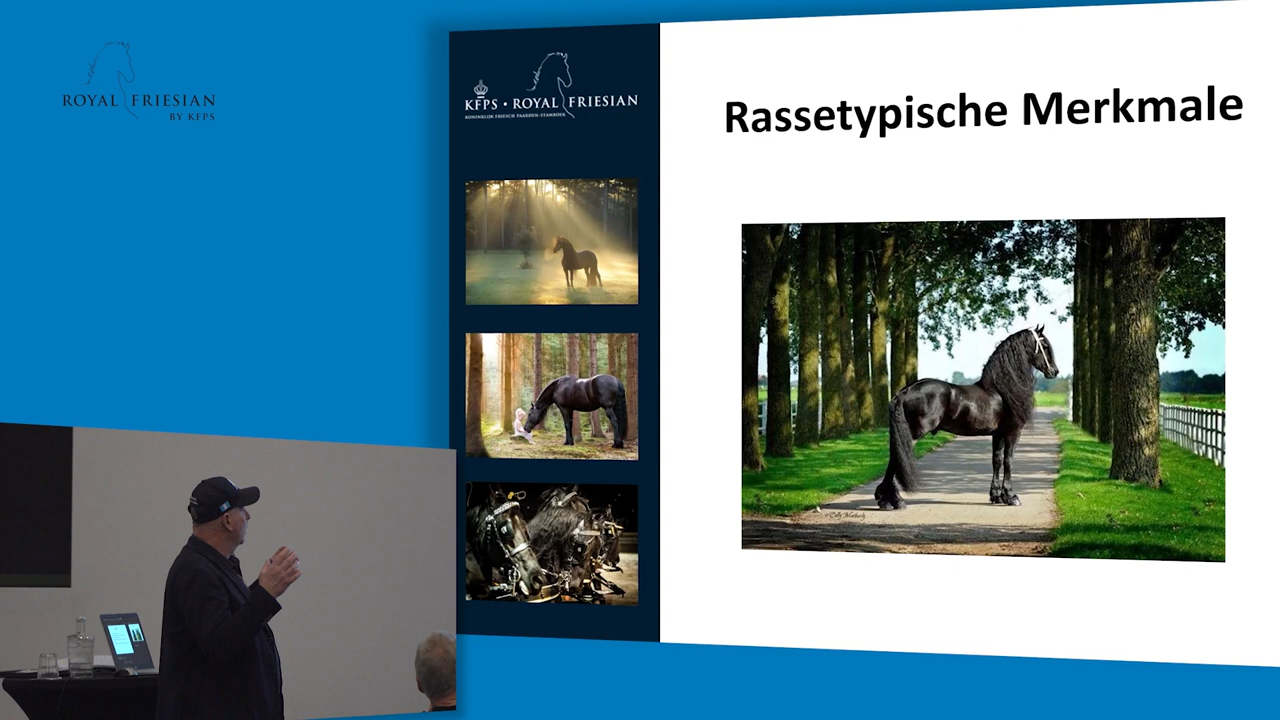 ROYAL FRIESIAN
BY KFPS
KFPS • ROYAL FRIESIAN
KONINKLIJK FRIESCH PAARDEN-STAMBOEK
Rassetypische Merkmale